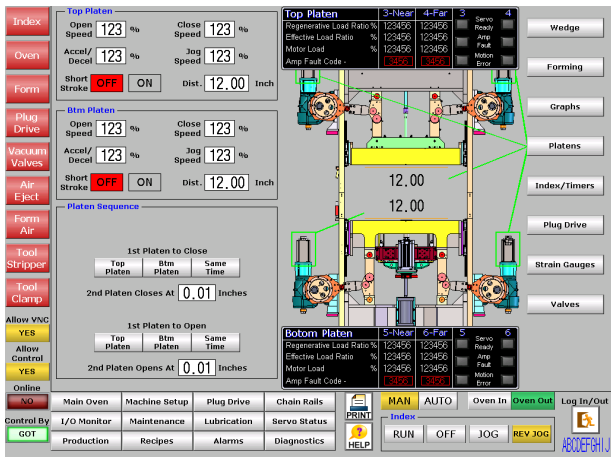 Index
Oven
Form
Plug
Drive
Vacuum
Valves
Air
Eject
Form
Air
Tool
Stripper
Tool
Clamp
Allow VNC
YES
Allow
Control
YES
Online
NO
Control By
GOT
Top Platen
Open
Speed 123 %
Close
Speed 123 %
Accel/
Decel 123 %
Jog
Speed 123 %
Short
Stroke OFF ON
Dist. 12.00 Inch
Btm Platen
Open
Speed 123 %
Close
Speed 123 %
Accel/
Decel 123 %
Jog
Speed 123 %
Short
Stroke OFF ON
Dist. 12.00 Inch
Platen Sequence
1st Platen to Close
Top
Platen
Btm
Platen
Same
Time
2nd Platen Closes At 0.01 Inches
1st Platen to Open
Top
Platen
Btm
Platen
Same
Time
2nd Platen Opens At 0.01 Inches
Top Platen 3-Near 4-Far 3 4
Regenerative Load Ratio % 123456 123456
Effective Load Ratio % 123456 123456
Motor Load % 123456 123456
Amp Fault Code - 3456 3456
Servo
Ready
Amp
Fault
Motion
Error
12.00
12.00
Botom Platen 5-Near 6-Far 5 6
Regenerative Load Ratio % 123456 123456
Effective Load Ratio % 123456 123456
Motor Load % 123456 123456
Amp Fault Code - 3456 3456
Servo
Ready
Amp
Fault
Motion
Error
Wedge
Forming
Graphs
Platens
Index/Timers
Plug Drive
Strain Gauges
Valves
Main Oven Machine Setup Plug Drive Chain Rails
I/O Monitor Maintenance Lubrication Servo Status
Production Recipes Alarms Diagnostics
PRINT
HELP
MAN AUTO Oven In Oven Out
Index
RUN OFF JOG REV JOG
Log In/Out
ABCDEFGHIJ